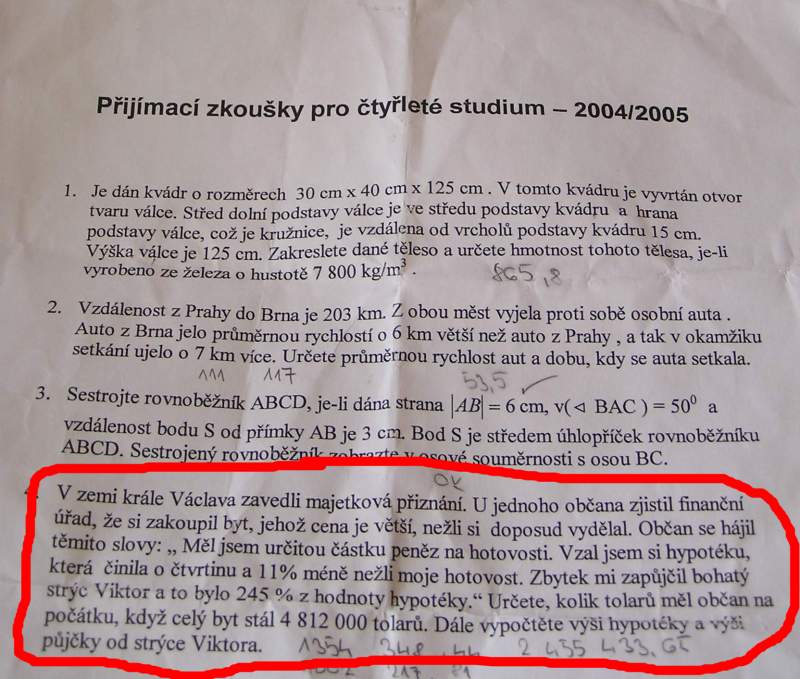 Přijímací zkoušky pro čtyřleté studium – 2004/2005
1. Je dán kvádr o rozměrech 30 cm x 40 cm x 125 cm . V tomto kvádru je vyvrtán otvor
tvaru válce. Střed dolní podstavy válce je ve středu podstavy kvádru a hrana
podstavy válce, což je kružnice, je vzdálena od vrcholů podstavy kvádru 15 cm.
Výška válce je 125 cm. Zakreslete dané těleso a určete hmotnost tohoto tělesa, je-li
vyrobeno ze železa o hustotě 7 800 kg/m³ .
865,8
2. Vzdálenost z Prahy do Brna je 203 km. Z obou měst vyjela proti sobě osobní auta .
Auto z Brna jelo průměrnou rychlostí o 6 km větší než auto z Prahy , a tak v okamžiku
setkání ujelo o 7 km více. Určete průměrnou rychlost aut a dobu, kdy se auta setkala.
111 117
53,5
3. Sestrojte rovnoběžník ABCD, je-li dána strana |AB| = 6 cm, v(∢ BAC ) = 50⁰ a
vzdálenost bodu S od přímky AB je 3 cm. Bod S je středem úhlopříček rovnoběžníku
ABCD. Sestrojený rovnoběžník zobrazte v osové souměrnosti s osou BC.
OK
V zemi krále Václava zavedli majetková přiznání. U jednoho občana zjistil finanční
úřad, že si zakoupil byt, jehož cena je větší, nežli si doposud vydělal. Občan se hájil
těmito slovy: „ Měl jsem určitou částku peněz na hotovosti. Vzal jsem si hypotéku,
která činila o čtvrtinu a 11% méně nežli moje hotovost. Zbytek mi zapůjčil bohatý
strýc Viktor a to bylo 245 % z hodnoty hypotéky.“ Určete, kolik tolarů měl občan na
počátku, když celý byt stál 4 812 000 tolarů. Dále vypočtěte výši hypotéky a výši
půjčky od strýce Viktora.
1354 348,44 2 435 433,65